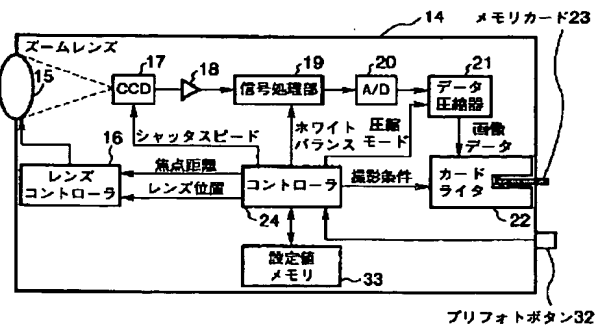 14
メモリカード23
ズームレンズ
15
17
CCD
18
19
信号処理部
20
A/D
21
データ
圧縮器
シャッタスピード
ホワイト
バランス
圧縮
モード
画像
データ
16
レンズ
コントローラ
焦点距離
レンズ位置
コントローラ
24
撮影条件
カード
ライタ
22
設定値
メモリ
33
プリフォトボタン32